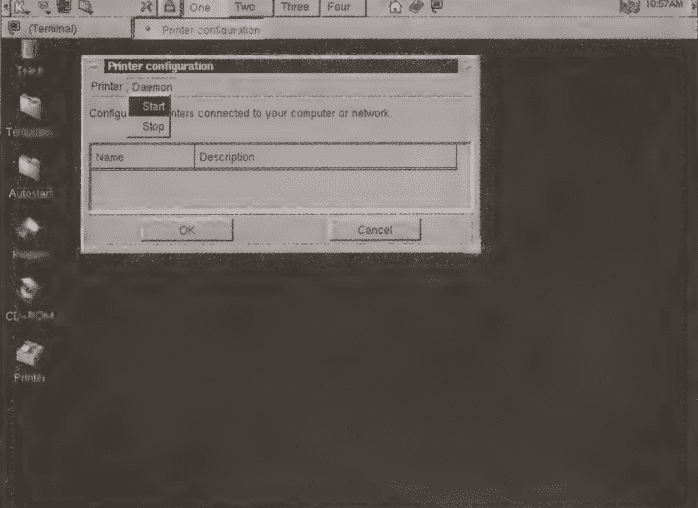 One Two Three Four 10:57AM
(Terminal) Printer configuration
Printer configuration
Printer Daemon
Start
Configu nters connected to your computer or network.
Stop
Name Description
OK Cancel
Trash
Templates
Autostart
CD-ROM
Printer